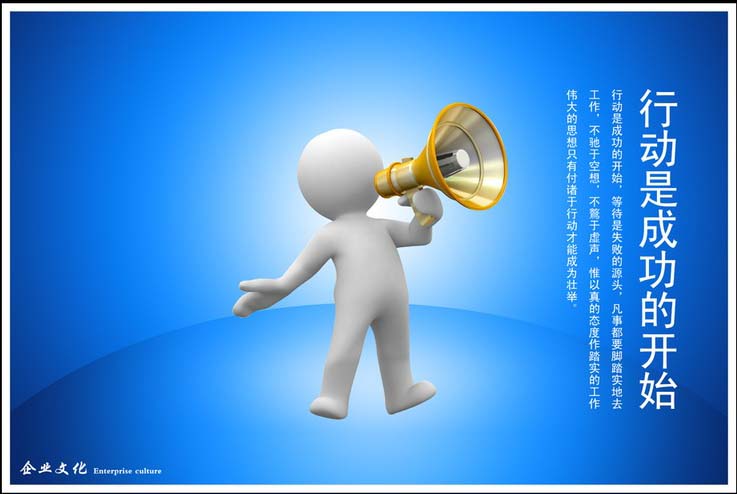 行动是成功的开始
行动是成功的开始，等待是失败的源头，凡事都要脚踏实地去
工作，不驰于空想，不骛于虚声，惟以真的态度作踏实的工作
伟大的思想只有付诸于行动才能成为壮举。
企业文化 Enterprise culture